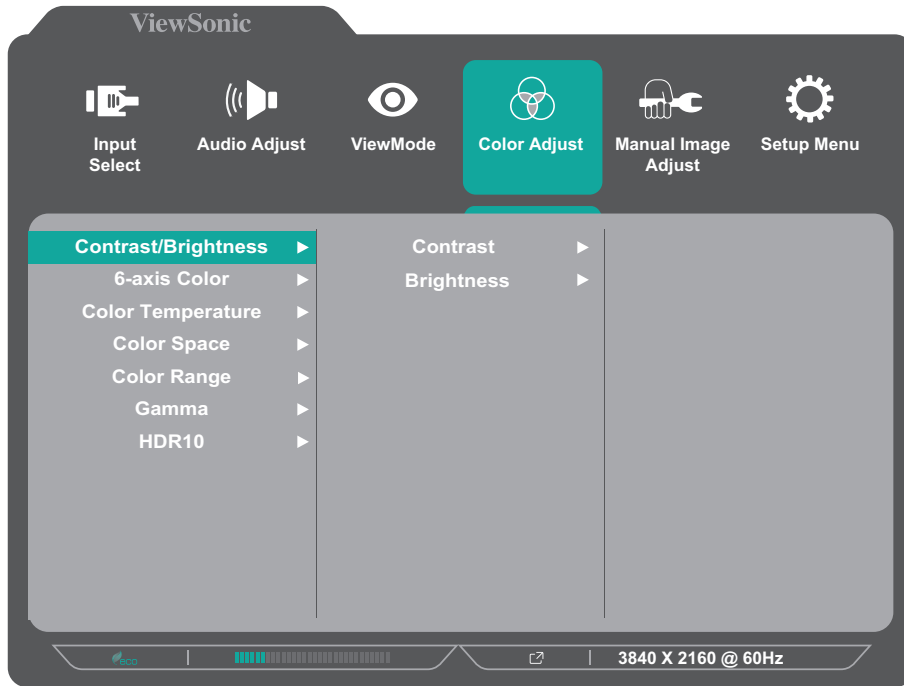 ViewSonic
Input Select
Audio Adjust
ViewMode
Color Adjust
Manual Image Adjust
Setup Menu
Contrast/Brightness
6-axis Color
Color Temperature
Color Space
Color Range
Gamma
HDR10
Contrast
Brightness
eco
3840 X 2160 @ 60Hz